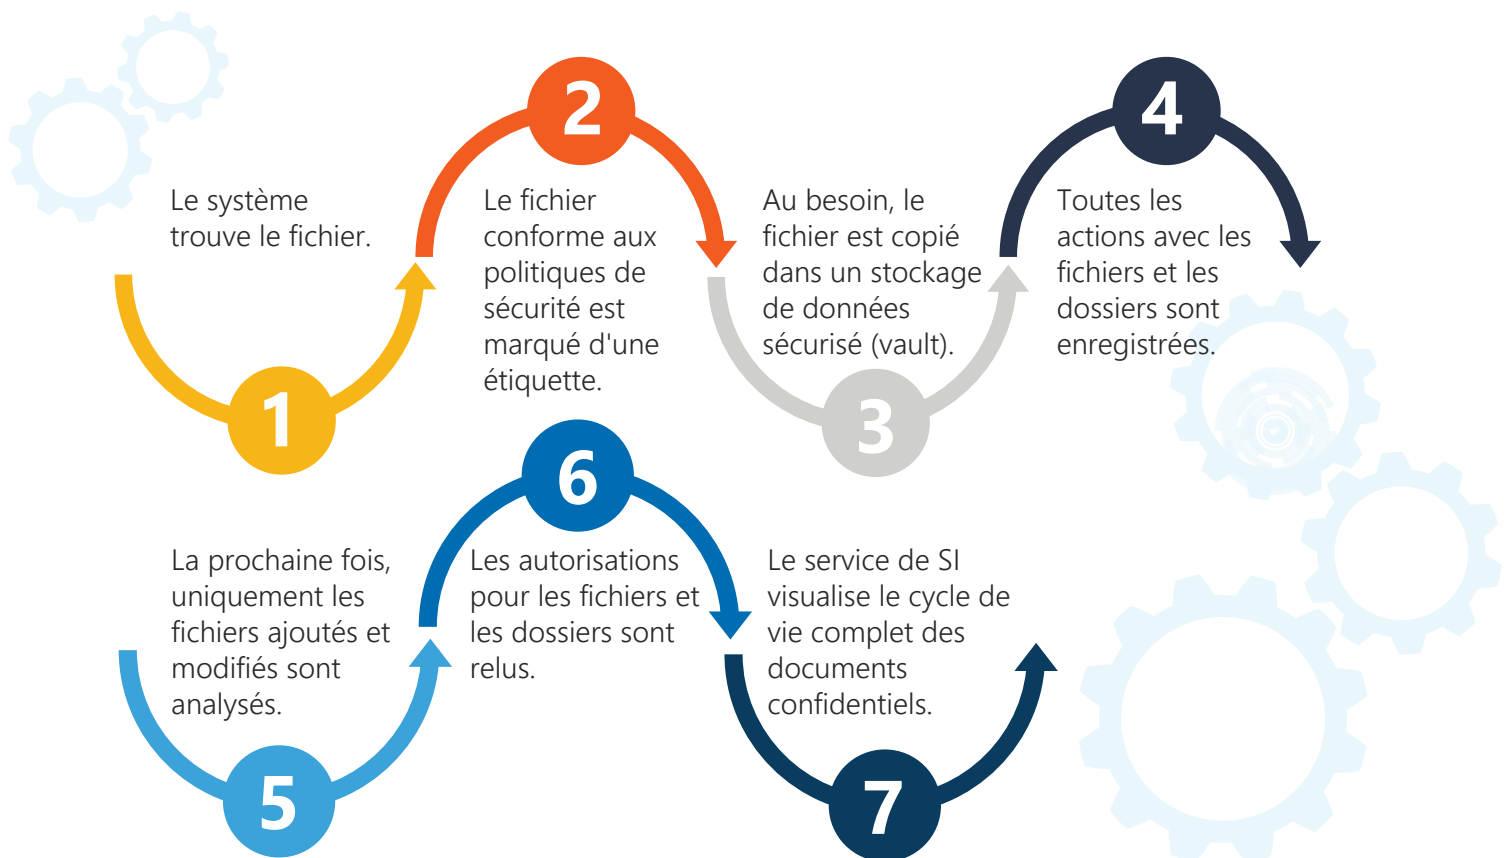 1
Le système
trouve le fichier.
2
Le fichier
conforme aux
politiques de
sécurité est
marqué d'une
étiquette.
3
Au besoin, le
fichier est copié
dans un stockage
de données
sécurisé (vault).
4
Toutes les
actions avec les
fichiers et les
dossiers sont
enregistrées.
5
La prochaine fois,
uniquement les
fichiers ajoutés et
modifiés sont
analysés.
6
Les autorisations
pour les fichiers et
les dossiers sont
relus.
7
Le service de SI
visualise le cycle de
vie complet des
documents
confidentiels.